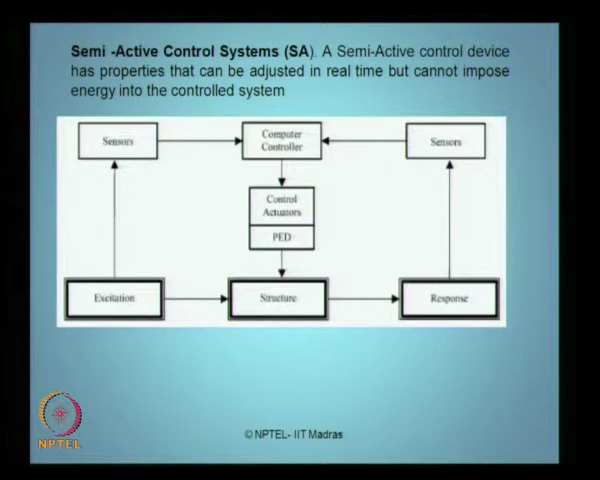 Semi -Active Control Systems (SA). A Semi-Active control device
has properties that can be adjusted in real time but cannot impose
energy into the controlled system
Sensors
Computer
Controller
Sensors
Control
Actuators
PED
Excitation
Structure
Response
NPTEL
© NPTEL- IIT Madras